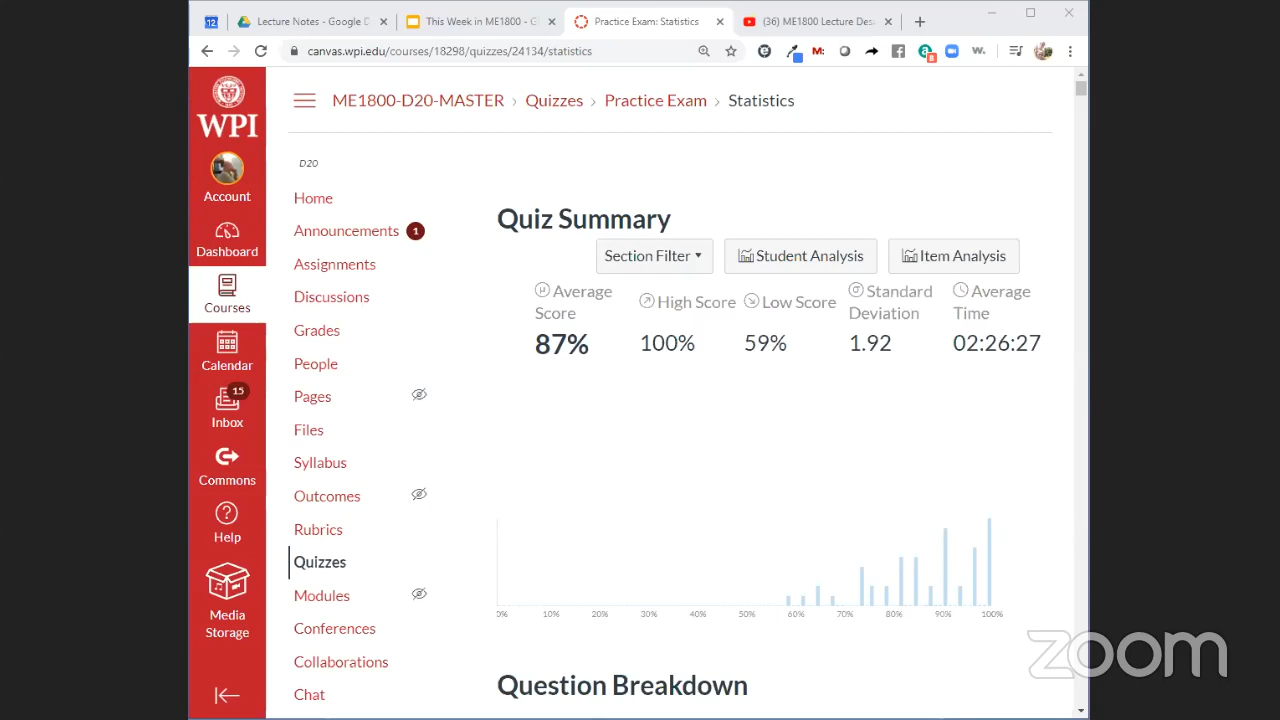 12
Lecture Notes - Google D
This Week in ME1800 - G
Practice Exam: Statistics
(36) ME1800 Lecture Des
canvas.wpi.edu/courses/18298/quizzes/24134/statistics
M:
8
w.
WPI
Account
Dashboard
Courses
Calendar
15
Inbox
Commons
Help
Media
Storage
ME1800-D20-MASTER › Quizzes › Practice Exam › Statistics
D20
Home
Announcements 1
Assignments
Discussions
Grades
People
Pages
Files
Syllabus
Outcomes
Rubrics
Quizzes
Modules
Conferences
Collaborations
Chat
Quiz Summary
Section Filter
Student Analysis
Item Analysis
Average Score
High Score
Low Score
Standard Deviation
Average Time
87% 100% 59% 1.92 02:26:27
0% 10% 20% 30% 40% 50% 60% 70% 80% 90% 100%
Question Breakdown
zoom